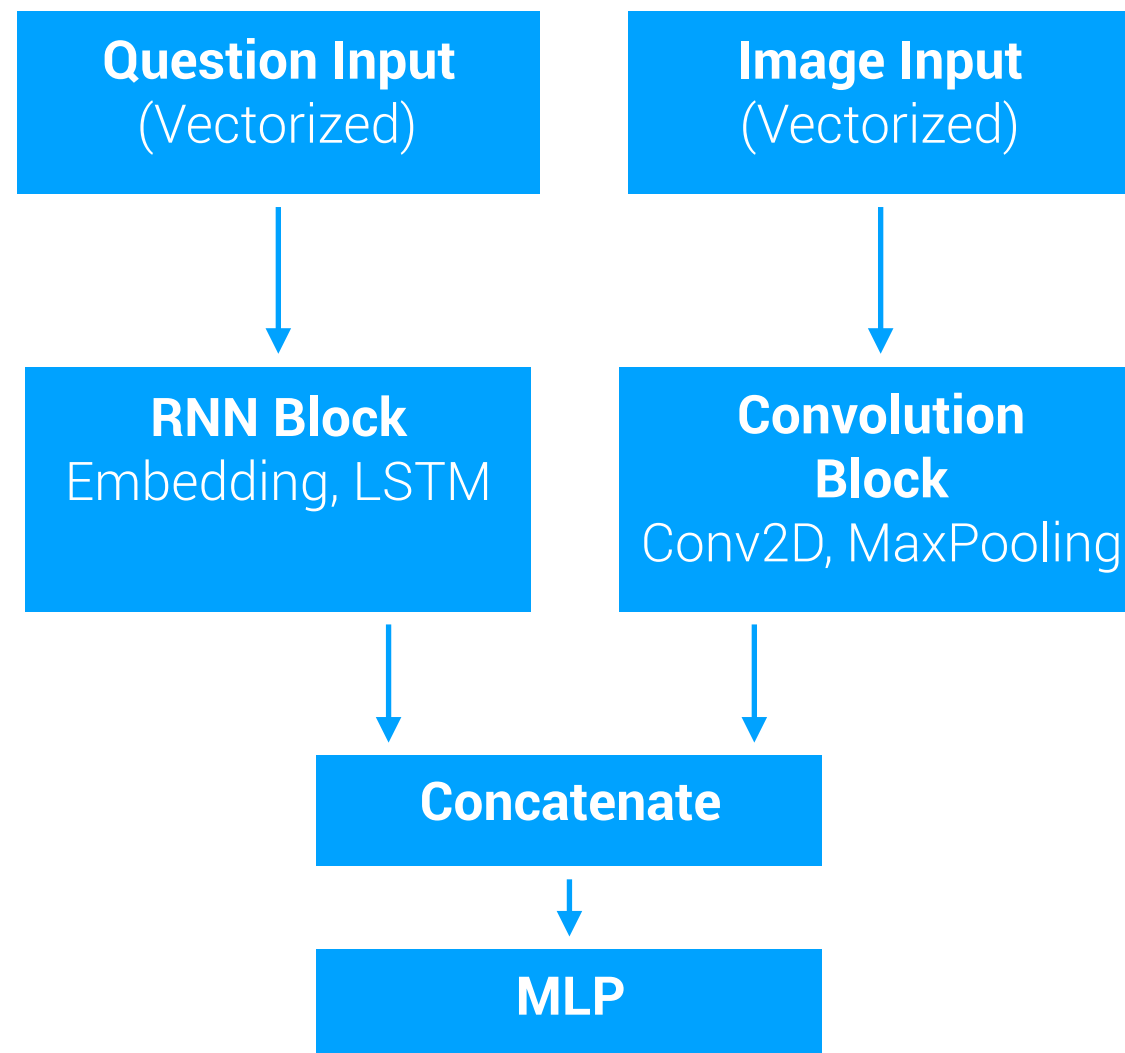 Question Input
(Vectorized)
Image Input
(Vectorized)
RNN Block
Embedding, LSTM
Convolution
Block
Conv2D, MaxPooling
Concatenate
MLP